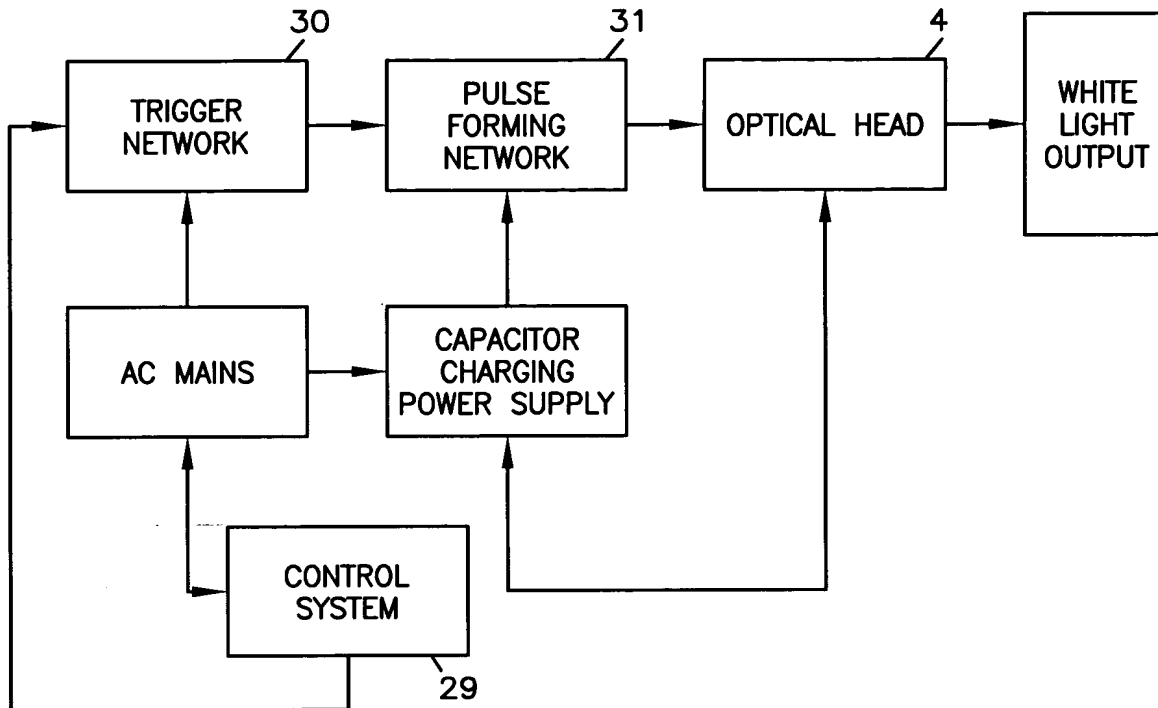 30
31
4
TRIGGER
NETWORK
PULSE
FORMING
NETWORK
OPTICAL HEAD
WHITE
LIGHT
OUTPUT
AC MAINS
CAPACITOR
CHARGING
POWER SUPPLY
CONTROL
SYSTEM
29